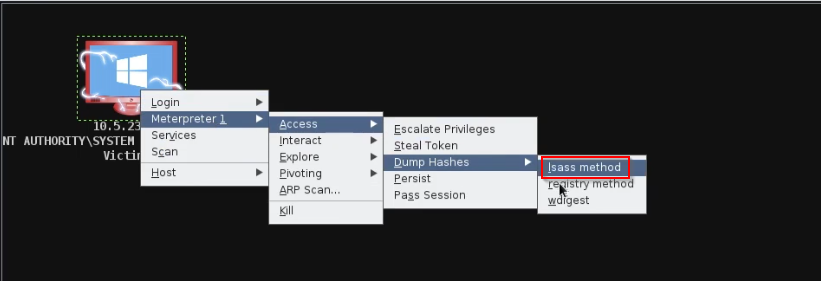 10.5.23
NT AUTHORITY\SYSTEM
Victin
Login
Meterpreter 1
Services
Scan
Host
Access
Interact
Explore
Pivoting
ARP Scan...
Kill
Escalate Privileges
Steal Token
Dump Hashes
Persist
Pass Session
lsass method
registry method
wdigest